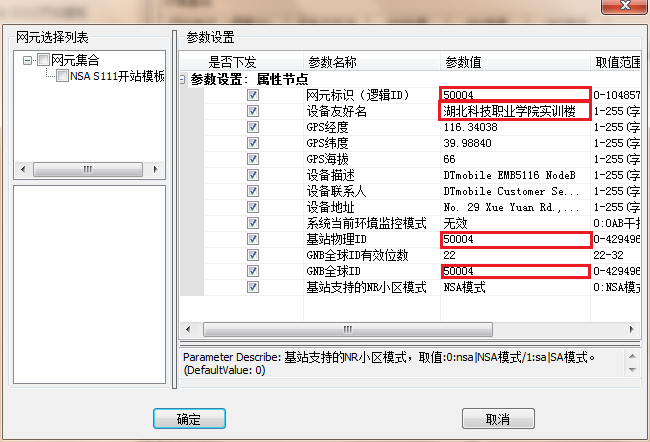 网元选择列表
网元集合
NSA S111开站模板
参数设置
是否下发 参数名称 参数值 取值范围
参数设置: 属性节点
网元标识（逻辑ID） 50004 0-104857
设备友好名 湖北科技职业学院实训楼 1-255(字
GPS经度 116.34038 1-255(字
GPS纬度 39.98840 1-255(字
GPS海拔 66 1-255(字
设备描述 DTmobile EMB5116 NodeB 1-255(字
设备联系人 DTmobile Customer Se... 1-255(字
设备地址 No. 29 Xue Yuan Rd.,... 1-255(字
系统当前环境监控模式 无效 0:OAB干接
基站物理ID 50004 0-429496
GNB全球ID有效位数 22 22-32
GNB全球ID 50004 0-429496
基站支持的NR小区模式 NSA模式 0:NSA模式
Parameter Describe: 基站支持的NR小区模式，取值:0:nsa|NSA模式/1:sa|SA模式。
(DefaultValue: 0)
确定 取消